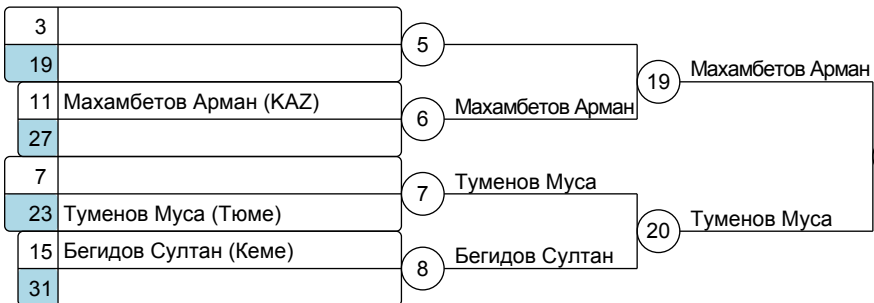 3
19
5
11 Махамбетов Арман (KAZ)
27
6
Махамбетов Арман
19
Махамбетов Арман
7
23 Туменов Муса (Тюме)
7
Туменов Муса
15 Бегидов Султан (Кеме)
31
8
Бегидов Султан
20
Туменов Муса